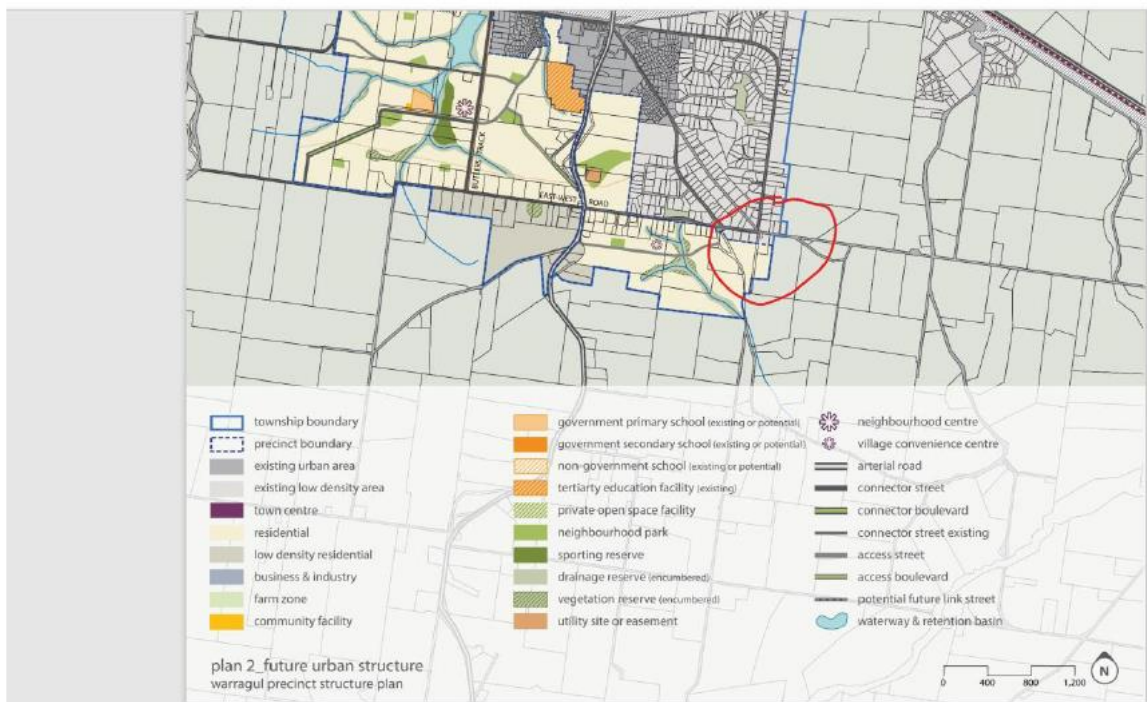 BUTLERS TRACK
EAST-WEST ROAD
township boundary
precinct boundary
existing urban area
existing low density area
town centre
residential
low density residential
business & industry
farm zone
community facility
government primary school (existing or potential)
government secondary school (existing or potential)
non-government school (existing or potential)
tertiarty education facility (existing)
private open space facility
neighbourhood park
sporting reserve
drainage reserve (encumbered)
vegetation reserve (encumbered)
utility site or easement
neighbourhood centre
village convenience centre
arterial road
connector street
connector boulevard
connector street existing
access street
access boulevard
potential future link street
waterway & retention basin
plan 2_future urban structure
warragul precinct structure plan
0 400 800 1,200
N